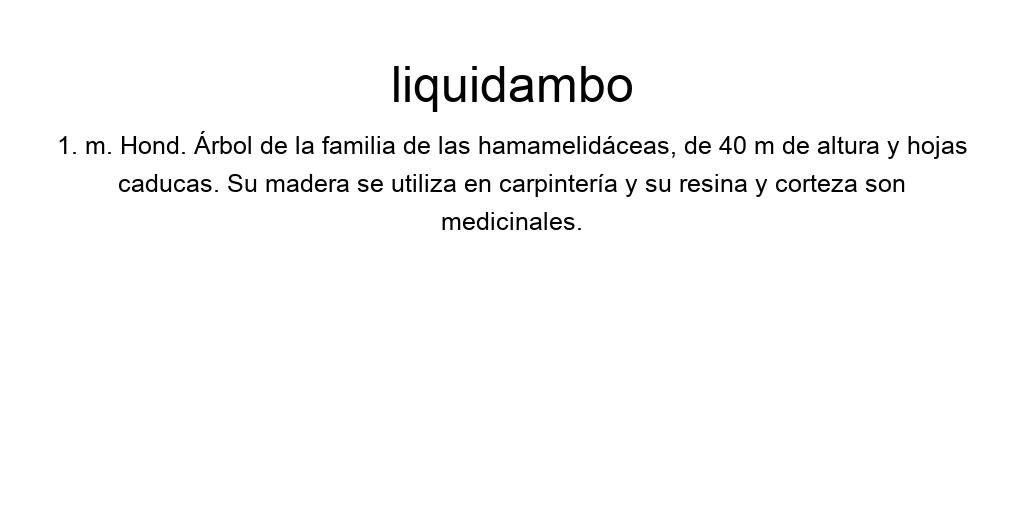 liquidambo
1. m. Hond. Árbol de la familia de las hamamelidáceas, de 40 m de altura y hojas
caducas. Su madera se utiliza en carpintería y su resina y corteza son
medicinales.